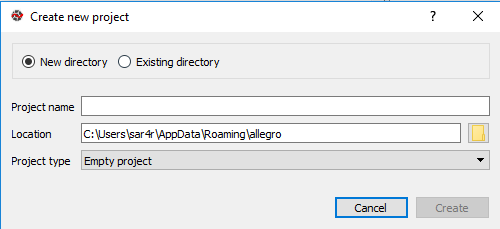 Create new project
New directory Existing directory
Project name
Location C:\Users\sar4r\AppData\Roaming\allegro
Project type Empty project
Cancel Create